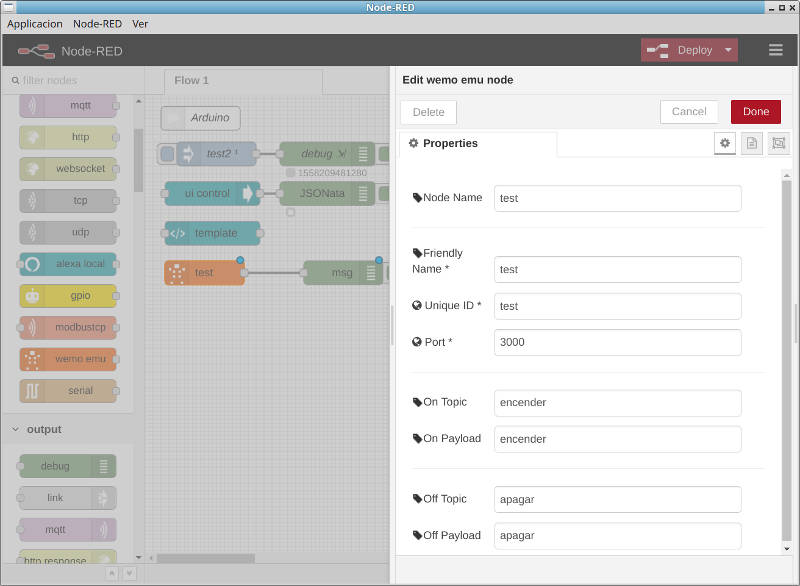 Node-RED
Applicacion Node-RED Ver
Node-RED
Deploy
filter nodes
mqtt
http
websocket
tcp
udp
alexa local
gpio
modbustcp
wemo emu
serial
output
debug
link
mqtt
http response
Flow 1
Arduino
test2 ¹
debug
1558209481280
ui control
JSONata
template
test
msg
Edit wemo emu node
Delete
Cancel
Done
Properties
Node Name
test
Friendly
Name *
test
Unique ID *
test
Port *
3000
On Topic
encender
On Payload
encender
Off Topic
apagar
Off Payload
apagar